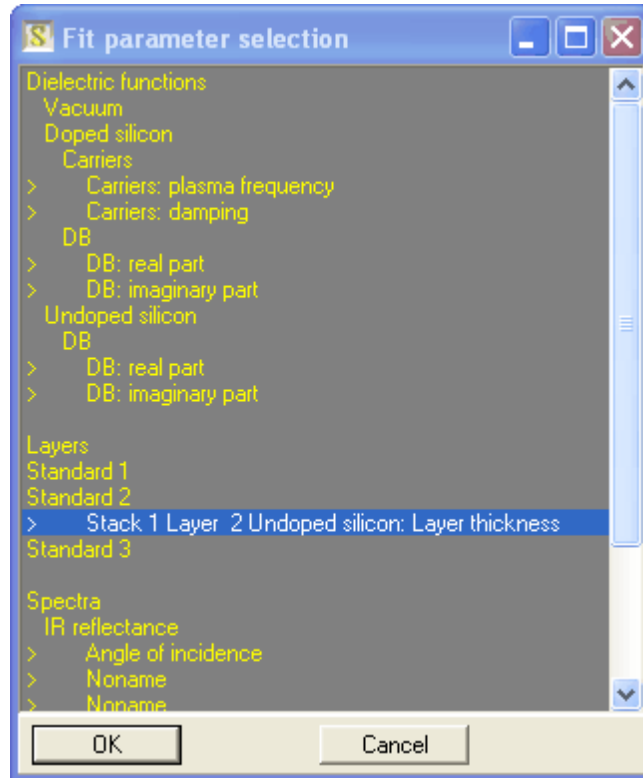 S Fit parameter selection
Dielectric functions
Vacuum
Doped silicon
Carriers
> Carriers: plasma frequency
> Carriers: damping
DB
> DB: real part
> DB: imaginary part
Undoped silicon
DB
> DB: real part
> DB: imaginary part
Layers
Standard 1
Standard 2
> Stack 1 Layer 2 Undoped silicon: Layer thickness
Standard 3
Spectra
IR reflectance
> Angle of incidence
> Noname
> Noname
OK Cancel